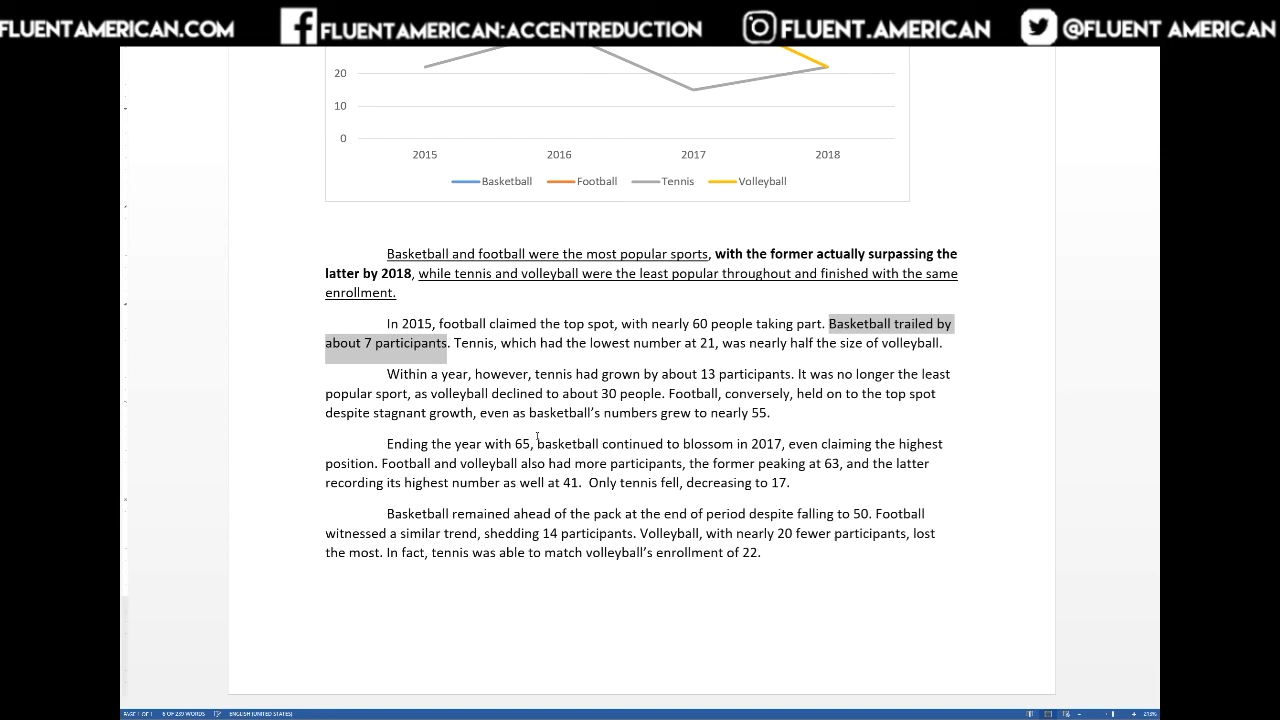 FLUENTAMERICAN.COM FLUENTAMERICAN:ACCENTREDUCTION FLUENT.AMERICAN @FLUENT AMERICAN
20
10
0
2015 2016 2017 2018
Basketball Football Tennis Volleyball
Basketball and football were the most popular sports, with the former actually surpassing the
latter by 2018, while tennis and volleyball were the least popular throughout and finished with the same
enrollment.
In 2015, football claimed the top spot, with nearly 60 people taking part. Basketball trailed by
about 7 participants. Tennis, which had the lowest number at 21, was nearly half the size of volleyball.
Within a year, however, tennis had grown by about 13 participants. It was no longer the least
popular sport, as volleyball declined to about 30 people. Football, conversely, held on to the top spot
despite stagnant growth, even as basketball's numbers grew to nearly 55.
Ending the year with 65, basketball continued to blossom in 2017, even claiming the highest
position. Football and volleyball also had more participants, the former peaking at 63, and the latter
recording its highest number as well at 41.  Only tennis fell, decreasing to 17.
Basketball remained ahead of the pack at the end of period despite falling to 50. Football
witnessed a similar trend, shedding 14 participants. Volleyball, with nearly 20 fewer participants, lost
the most. In fact, tennis was able to match volleyball's enrollment of 22.
PAGE 1 OF 1 6 OF 239 WORDS ENGLISH (UNITED STATES)